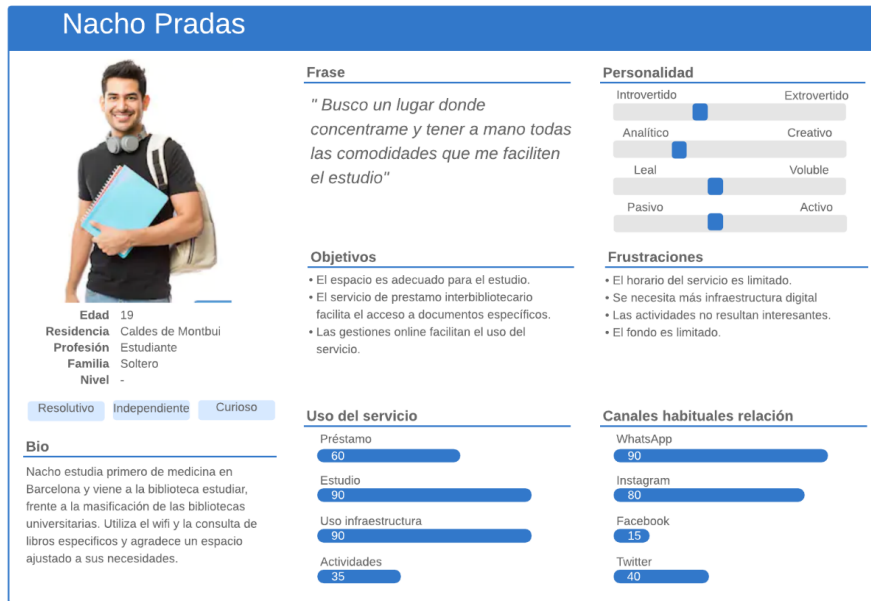 Nacho Pradas
Edad 19
Residencia Caldes de Montbui
Profesión Estudiante
Familia Soltero
Nivel -
Resolutivo Independiente Curioso
Bio
Nacho estudia primero de medicina en
Barcelona y viene a la biblioteca estudiar,
frente a la masificación de las bibliotecas
universitarias. Utiliza el wifi y la consulta de
libros especificos y agradece un espacio
ajustado a sus necesidades.
Frase
" Busco un lugar donde
concentrame y tener a mano todas
las comodidades que me faciliten
el estudio"
Objetivos
• El espacio es adecuado para el estudio.
• El servicio de prestamo interbibliotecario
facilita el acceso a documentos específicos.
• Las gestiones online facilitan el uso del
servicio.
Uso del servicio
Préstamo
60
Estudio
90
Uso infraestructura
90
Actividades
35
Personalidad
Introvertido Extrovertido
Analítico Creativo
Leal Voluble
Pasivo Activo
Frustraciones
• El horario del servicio es limitado.
• Se necesita más infraestructura digital
• Las actividades no resultan interesantes.
• El fondo es limitado.
Canales habituales relación
WhatsApp
90
Instagram
80
Facebook
15
Twitter
40